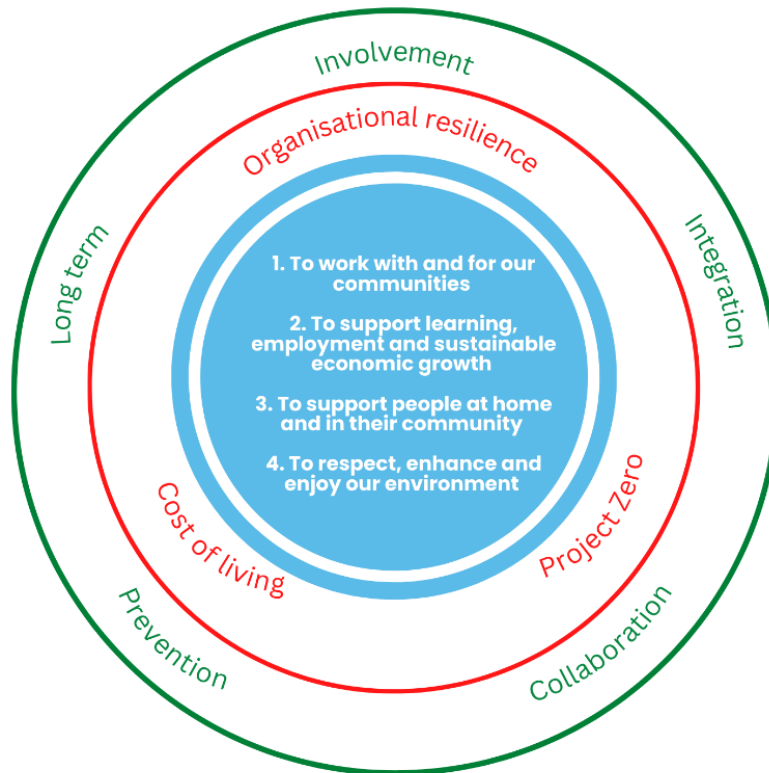 Involvement
Organisational resilience
Long term
Integration
1. To work with and for our
communities
2. To support learning,
employment and sustainable
economic growth
3. To support people at home
and in their community
4. To respect, enhance and
enjoy our environment
Cost of living
Project Zero
Prevention
Collaboration